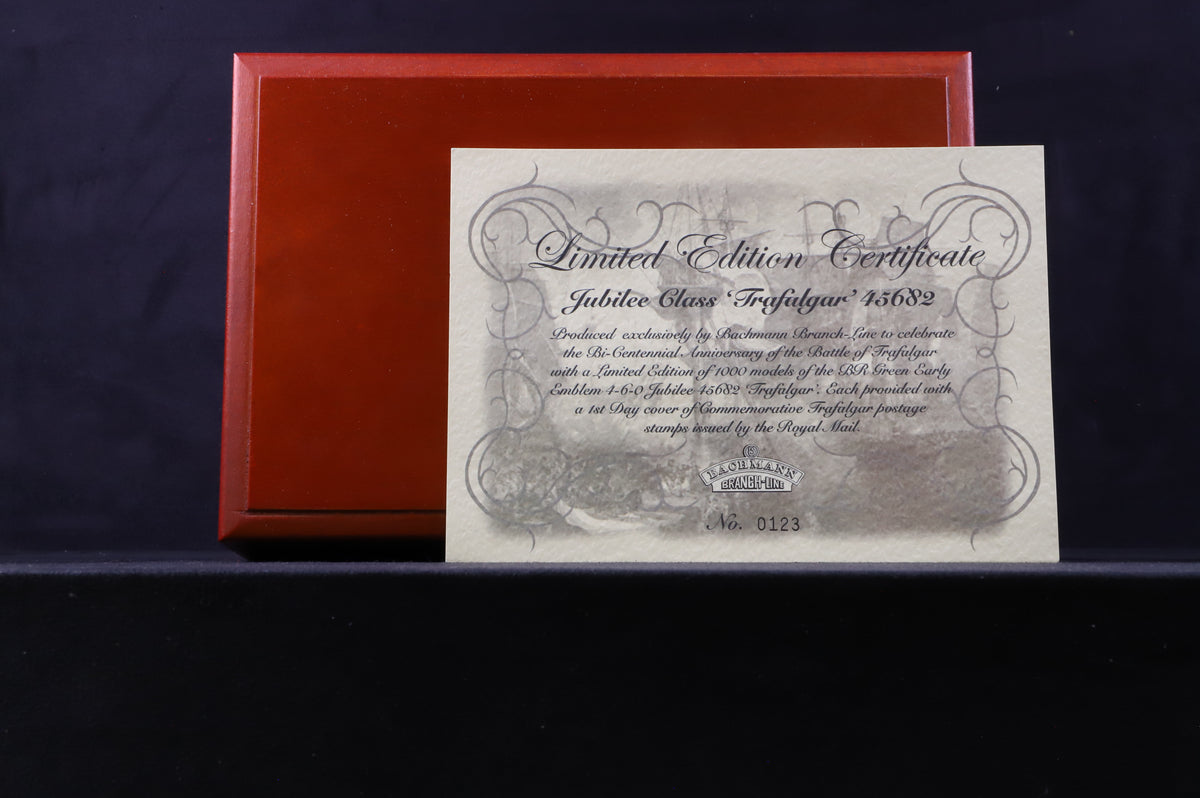 Limited Edition Certificate
Jubilee Class ‘Trafalgar’ 45682
Produced exclusively by Bachmann Branch-Line to celebrate
the Bi-Centennial Anniversary of the Battle of Trafalgar
with a Limited Edition of 1000 models of the BR Green Early
Emblem 4-6-0 Jubilee 45682 ‘Trafalgar’. Each provided with
a 1st Day cover of Commemorative Trafalgar postage
stamps issued by the Royal Mail.
BACHMANN
BRANCH-LINE
No. 0123